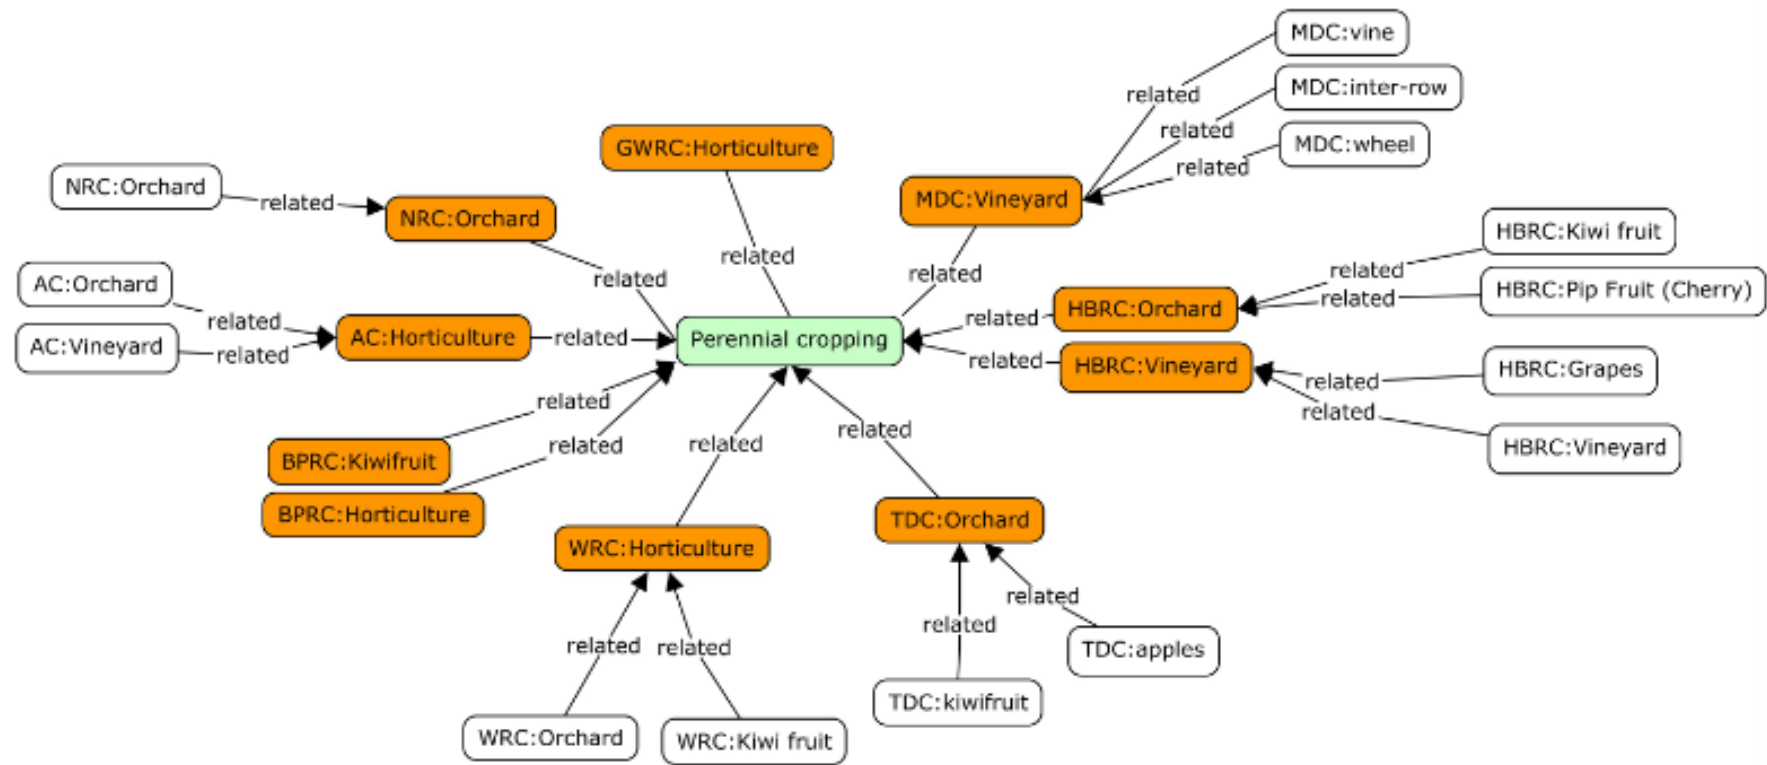 MDC:vine
related
MDC:inter-row
related
GWRC:Horticulture
MDC:wheel
related
NRC:Orchard
related
NRC:Orchard
MDC:Vineyard
HBRC:Kiwi fruit
related
related
related
related
AC:Orchard
HBRC:Pip Fruit (Cherry)
related
HBRC:Orchard
related
related
AC:Vineyard
related
AC:Horticulture
related
Perennial cropping
related
HBRC:Vineyard
related
HBRC:Grapes
related
related
related
related
related
HBRC:Vineyard
BPRC:Kiwifruit
BPRC:Horticulture
TDC:Orchard
WRC:Horticulture
related
related
related
related
TDC:apples
TDC:kiwifruit
WRC:Orchard
WRC:Kiwi fruit